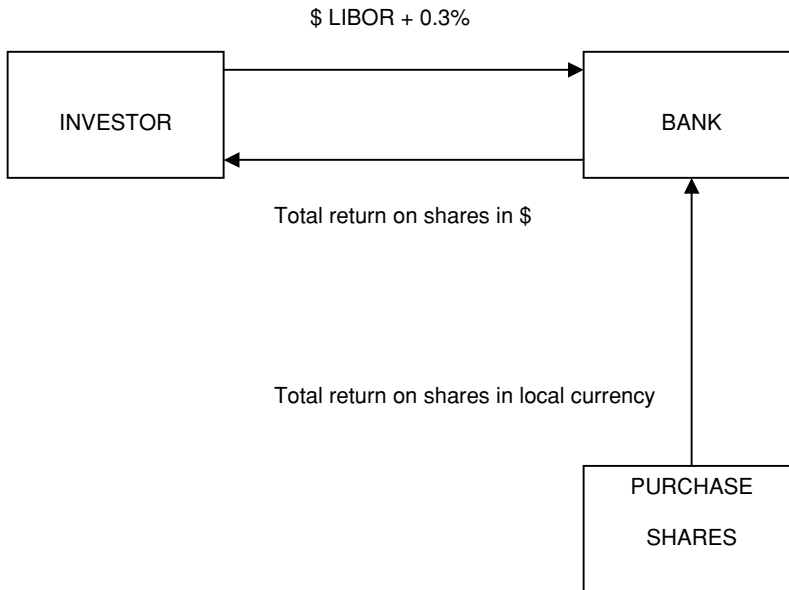 $ LIBOR + 0.3%
INVESTOR
BANK
Total return on shares in $
Total return on shares in local currency
PURCHASE
SHARES